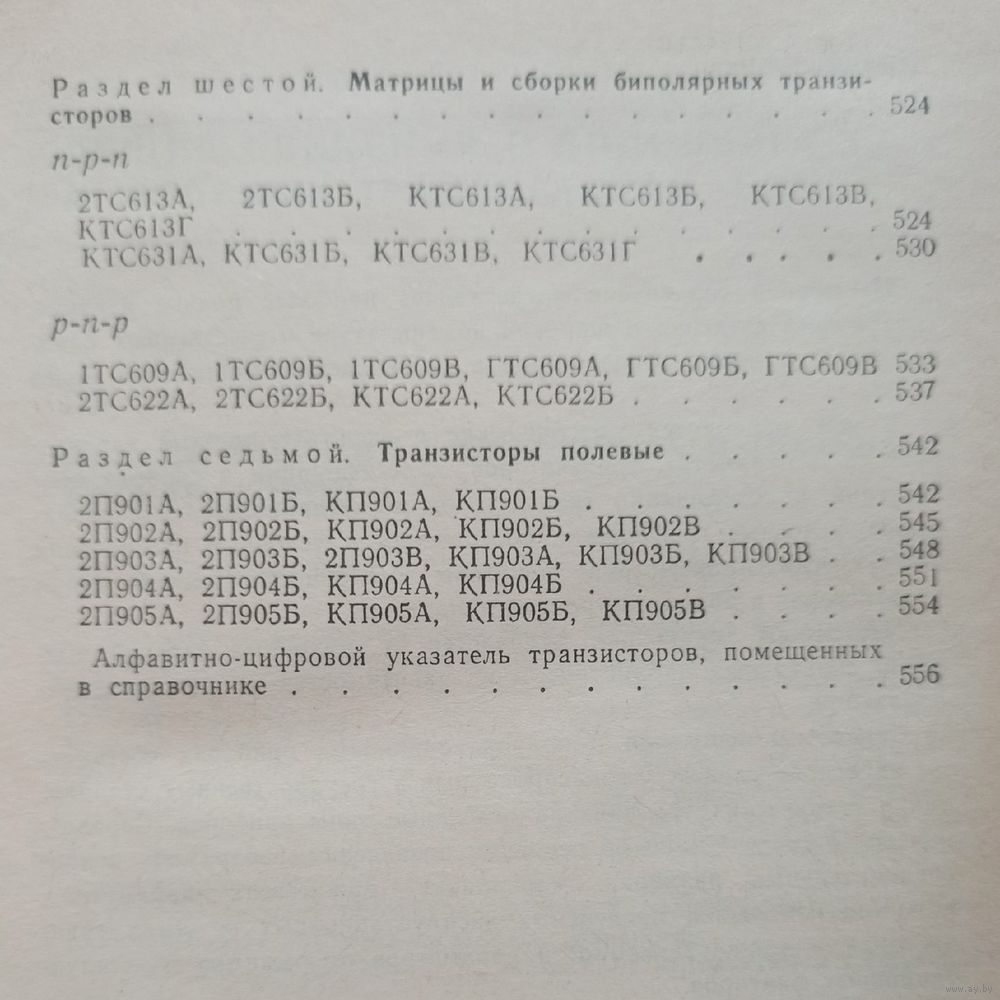 Раздел шестой. Матрицы и сборки биполярных транзи-
сторов . . . . . . . . . . . . . . 524
n-p-n
2ТС613А, 2ТС613Б, КТС613А, КТС613Б, КТС613В,
КТС613Г . . . . . . . . . . . . . 524
КТС631А, КТС631Б, КТС631В, КТС631Г . . . . . 530
p-n-p
1ТС609А, 1ТС609Б, 1ТС609В, ГТС609А, ГТС609Б, ГТС609В 533
2ТС622А, 2ТС622Б, КТС622А, КТС622Б . . . . . . 537
Раздел седьмой. Транзисторы полевые . . . . . 542
2П901А, 2П901Б, КП901А, КП901Б . . . . . . . 542
2П902А, 2П902Б, КП902А, КП902Б, КП902В . . . . 545
2П903А, 2П903Б, 2П903В, КП903А, КП903Б, КП903В . . 548
2П904А, 2П904Б, КП904А, КП904Б . . . . . . . 551
2П905А, 2П905Б, КП905А, КП905Б, КП905В . . . . 554
Алфавитно-цифровой указатель транзисторов, помещенных
в справочнике . . . . . . . . . . . . 556
www.ay.by